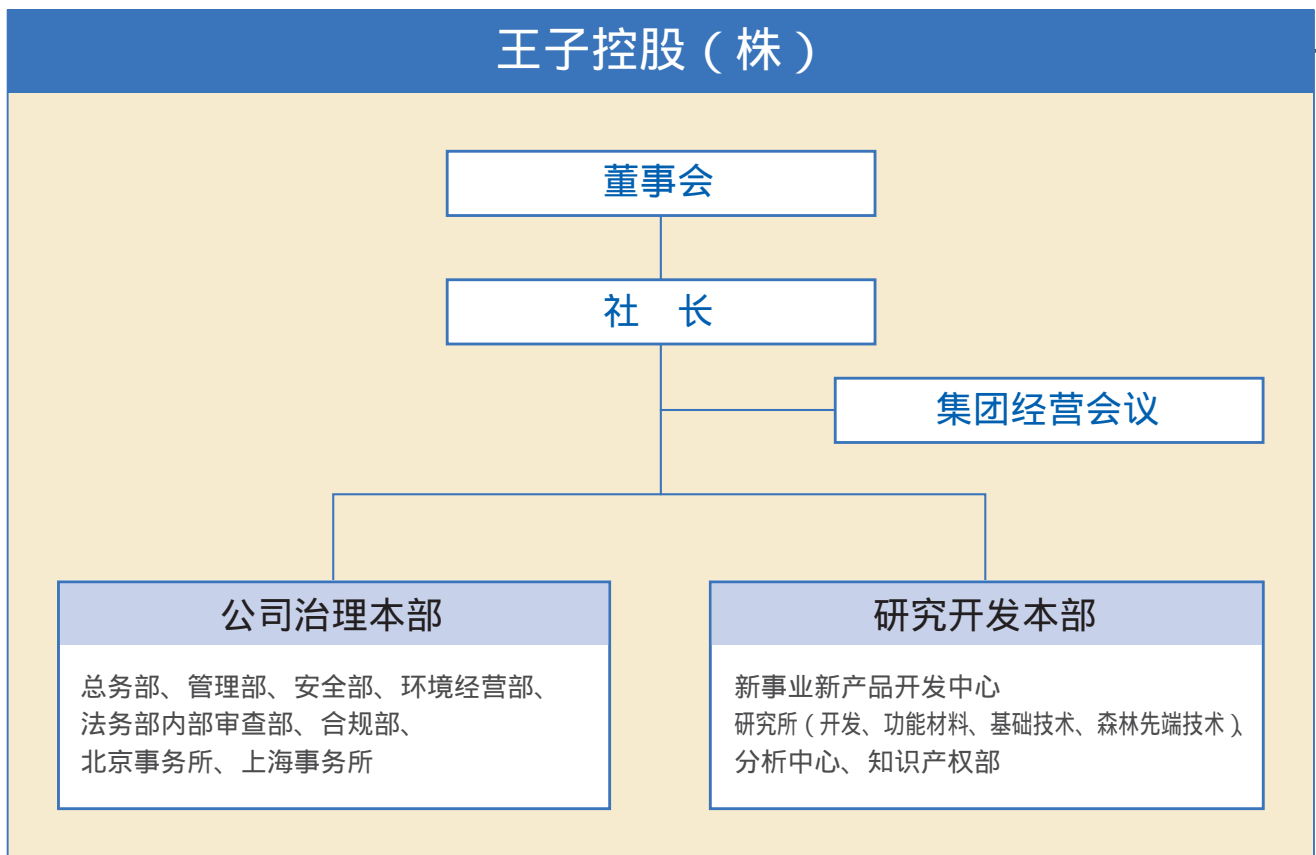 王子控股（株）
董事会
社　长
集团经营会议
公司治理本部
总务部、管理部、安全部、环境经营部、
法务部内部审查部、合规部、
北京事务所、上海事务所
研究开发本部
新事业新产品开发中心
研究所（开发、功能材料、基础技术、森林先端技术）、
分析中心、知识产权部